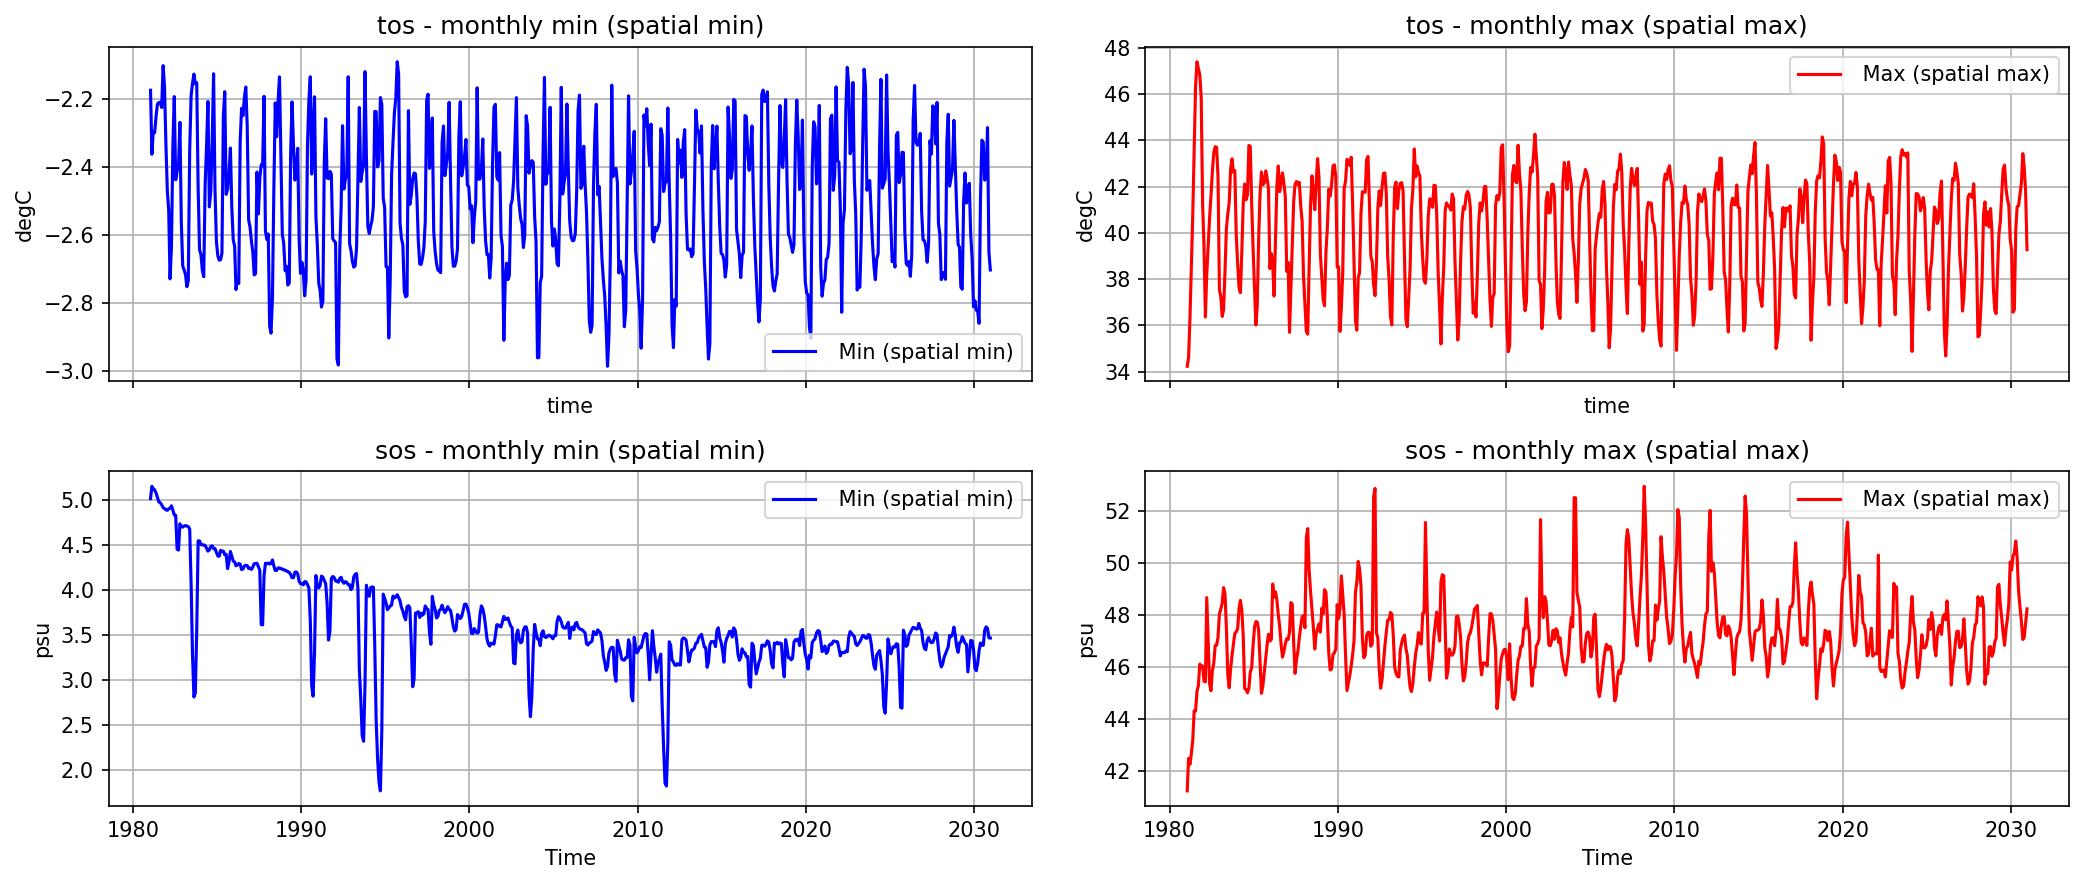 tos - monthly min (spatial min)
−2.2
−2.4
−2.6
−2.8
−3.0
degC
Min (spatial min)
time
tos - monthly max (spatial max)
48
46
44
42
40
38
36
34
degC
Max (spatial max)
time
sos - monthly min (spatial min)
5.0
4.5
4.0
3.5
3.0
2.5
2.0
psu
Min (spatial min)
1980 1990 2000 2010 2020 2030
Time
sos - monthly max (spatial max)
52
50
48
46
44
42
psu
Max (spatial max)
1980 1990 2000 2010 2020 2030
Time